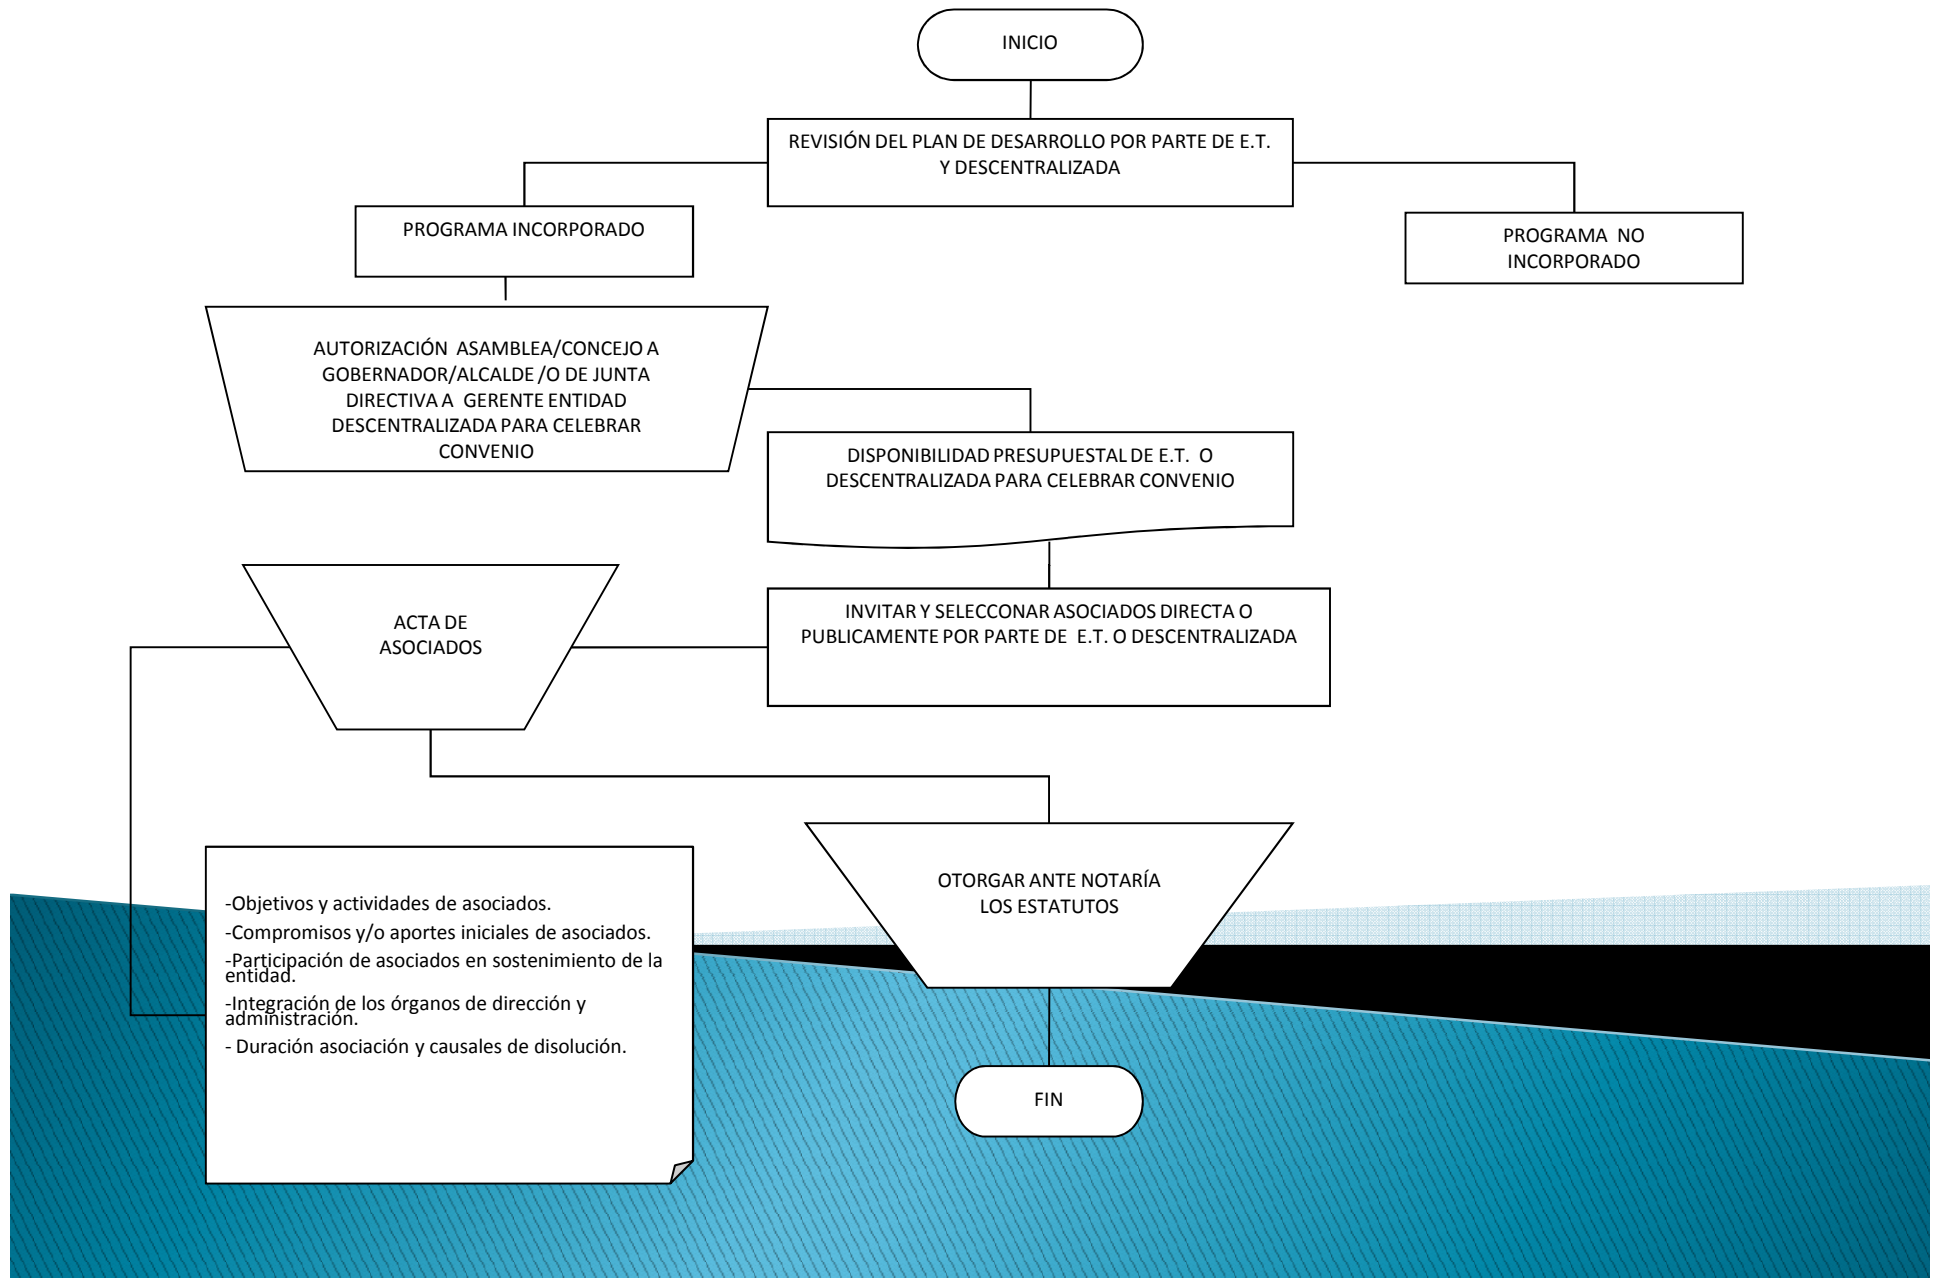 INICIO
REVISIÓN DEL PLAN DE DESARROLLO POR PARTE DE E.T.
Y DESCENTRALIZADA
PROGRAMA INCORPORADO
PROGRAMA NO
INCORPORADO
AUTORIZACIÓN ASAMBLEA/CONCEJO A
GOBERNADOR/ALCALDE /O DE JUNTA
DIRECTIVA A GERENTE ENTIDAD
DESCENTRALIZADA PARA CELEBRAR
CONVENIO
DISPONIBILIDAD PRESUPUESTAL DE E.T. O
DESCENTRALIZADA PARA CELEBRAR CONVENIO
INVITAR Y SELECCONAR ASOCIADOS DIRECTA O
PUBLICAMENTE POR PARTE DE E.T. O DESCENTRALIZADA
ACTA DE
ASOCIADOS
-Objetivos y actividades de asociados.
-Compromisos y/o aportes iniciales de asociados.
-Participación de asociados en sostenimiento de la
entidad.
-Integración de los órganos de dirección y
administración.
- Duración asociación y causales de disolución.
OTORGAR ANTE NOTARÍA
LOS ESTATUTOS
FIN